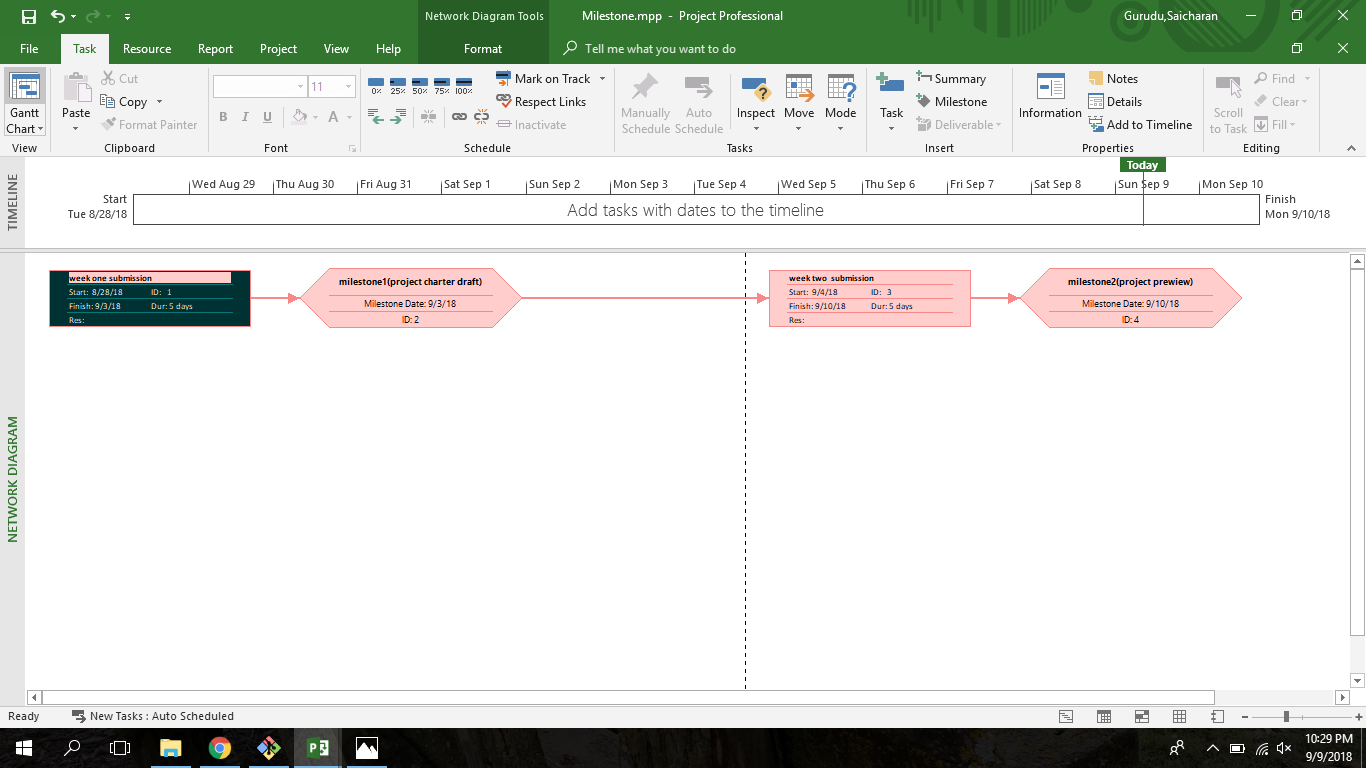 Network Diagram Tools Milestone.mpp - Project Professional Gurudu,Saicharan
File Task Resource Report Project View Help Format Tell me what you want to do
Gantt Chart
View
Paste
Cut
Copy
Format Painter
Clipboard
11
B I U A
Font
0% 25% 50% 75% 100%
Mark on Track
Respect Links
Inactivate
Schedule
Manually Schedule
Auto Schedule
Inspect
Move
Mode
Tasks
Task
Summary
Milestone
Deliverable
Insert
Information
Notes
Details
Add to Timeline
Properties
Scroll to Task
Find
Clear
Fill
Editing
TIMELINE
Today
Wed Aug 29 Thu Aug 30 Fri Aug 31 Sat Sep 1 Sun Sep 2 Mon Sep 3 Tue Sep 4 Wed Sep 5 Thu Sep 6 Fri Sep 7 Sat Sep 8 Sun Sep 9 Mon Sep 10
Start
Tue 8/28/18
Add tasks with dates to the timeline
Finish
Mon 9/10/18
NETWORK DIAGRAM
week one submission
Start: 8/28/18 ID: 1
Finish: 9/3/18 Dur: 5 days
Res:
milestone1(project charter draft)
Milestone Date: 9/3/18
ID: 2
week two submission
Start: 9/4/18 ID: 3
Finish: 9/10/18 Dur: 5 days
Res:
milestone2(project prewiew)
Milestone Date: 9/10/18
ID: 4
Ready New Tasks : Auto Scheduled
10:29 PM
9/9/2018